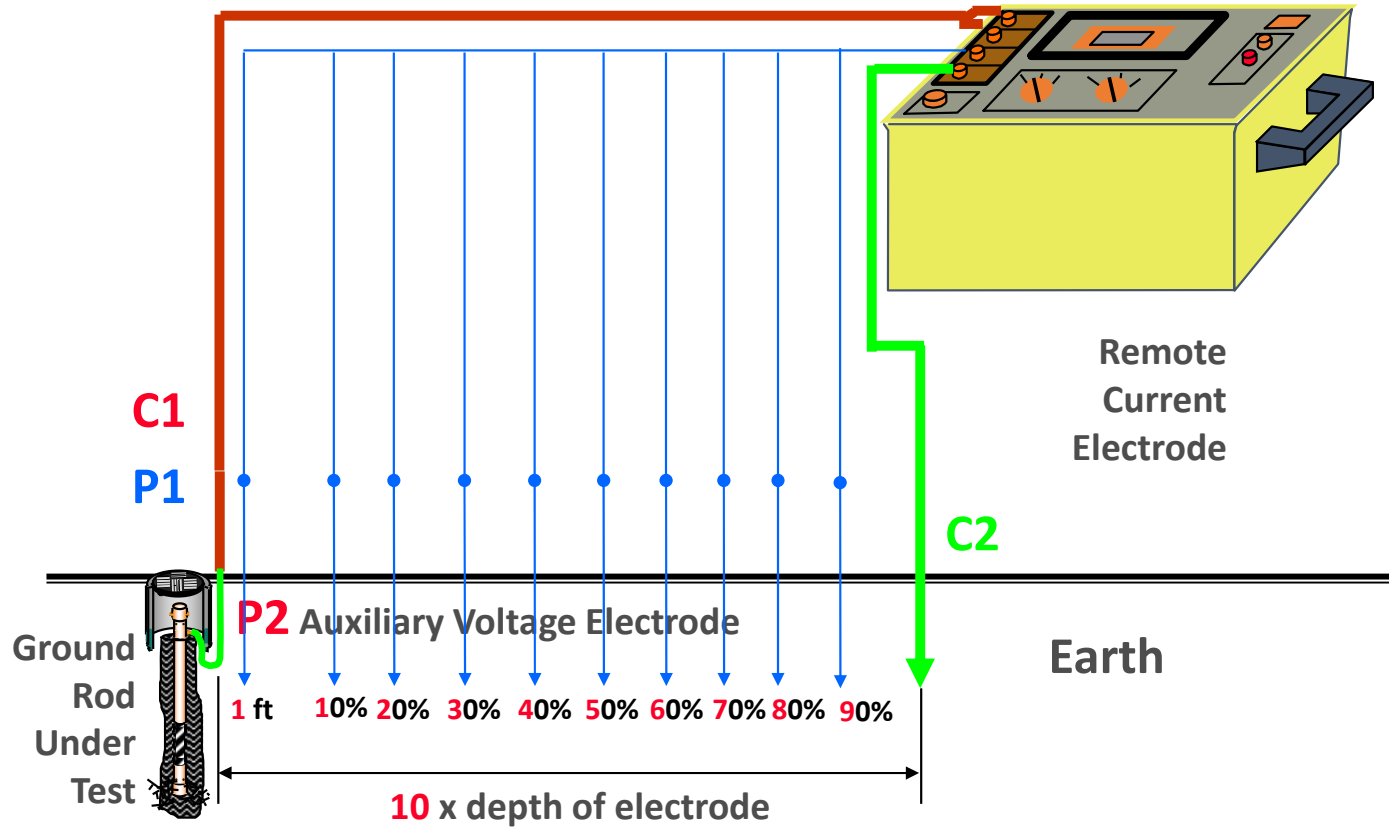 Remote
Current
Electrode
C1
P1
C2
P2 Auxiliary Voltage Electrode
Ground
Rod
Under
Test
Earth
1 ft 10% 20% 30% 40% 50% 60% 70% 80% 90%
10 x depth of electrode